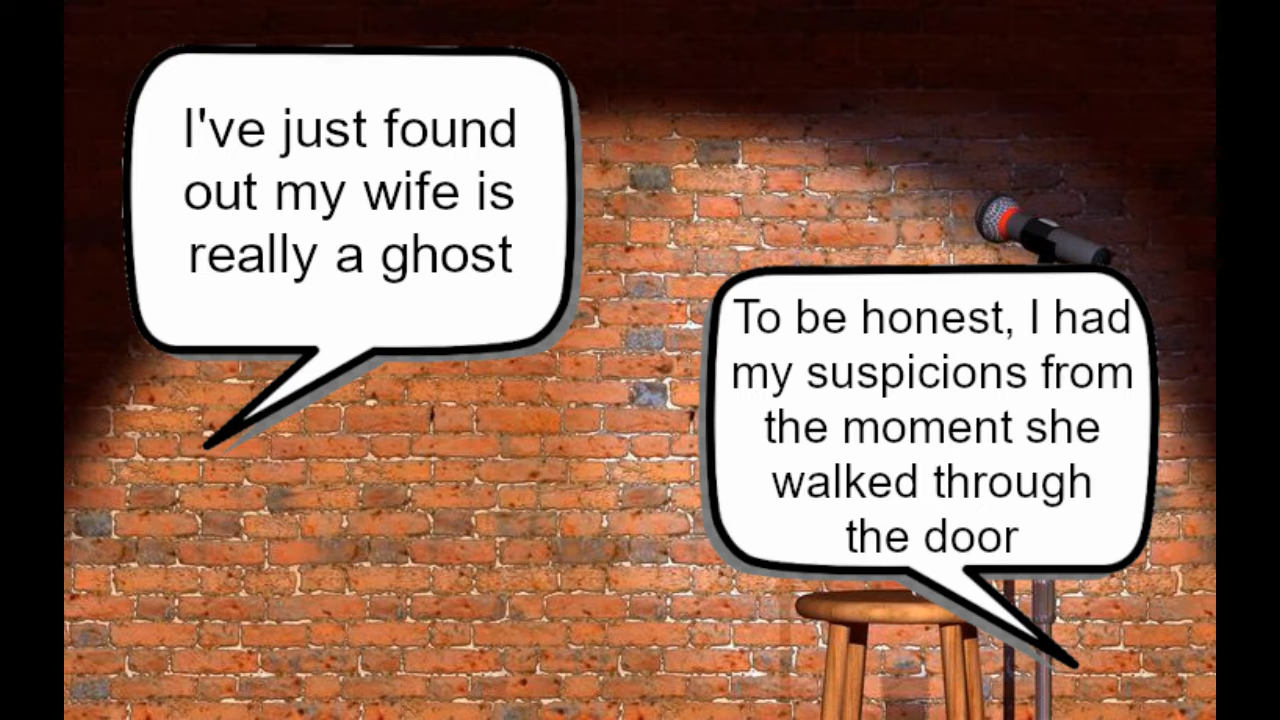 I've just found
out my wife is
really a ghost
To be honest, I had
my suspicions from
the moment she
walked through
the door